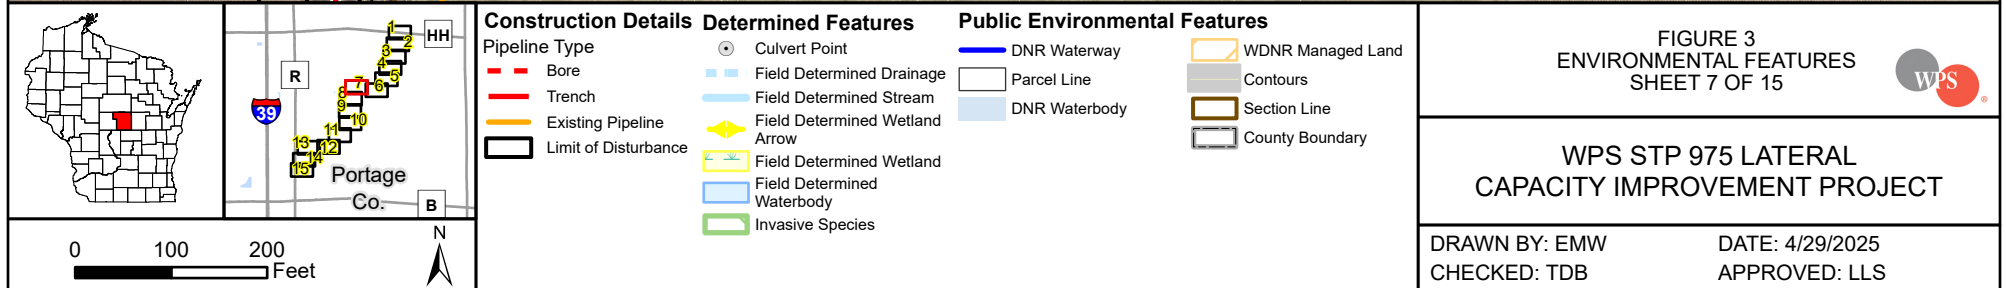 1
2
3
4
5
6
7
8
9
10
11
12
13
14
15
HH
R
39
Portage
Co.
B
0 100 200
Feet
N
Construction Details
Pipeline Type
Bore
Trench
Existing Pipeline
Limit of Disturbance
Determined Features
Culvert Point
Field Determined Drainage
Field Determined Stream
Field Determined Wetland
Arrow
Field Determined Wetland
Field Determined
Waterbody
Invasive Species
Public Environmental Features
DNR Waterway
Parcel Line
DNR Waterbody
WDNR Managed Land
Contours
Section Line
County Boundary
FIGURE 3
ENVIRONMENTAL FEATURES
SHEET 7 OF 15
WPS
®
WPS STP 975 LATERAL
CAPACITY IMPROVEMENT PROJECT
DRAWN BY: EMW DATE: 4/29/2025
CHECKED: TDB APPROVED: LLS